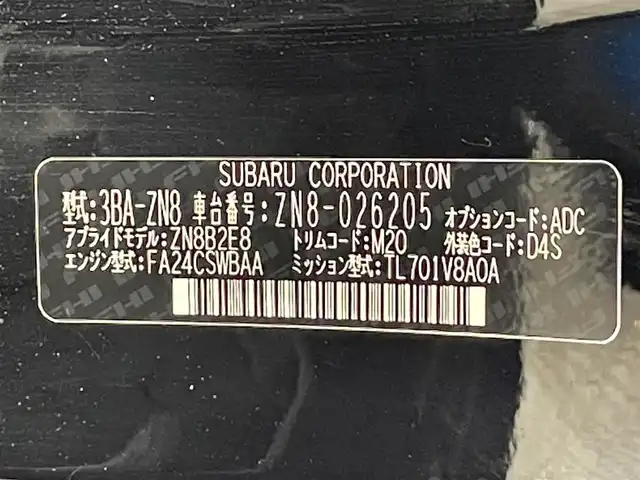 SUBARU CORPORATION
型式:3BA-ZN8 車台番号:ZN8-026205 オプションコード:ADC
アプライドモデル:ZN8B2E8 トリムコード:M20 外装色コード:D4S
エンジン型式:FA24CSWBAA ミッション型式:TL701V8A0A